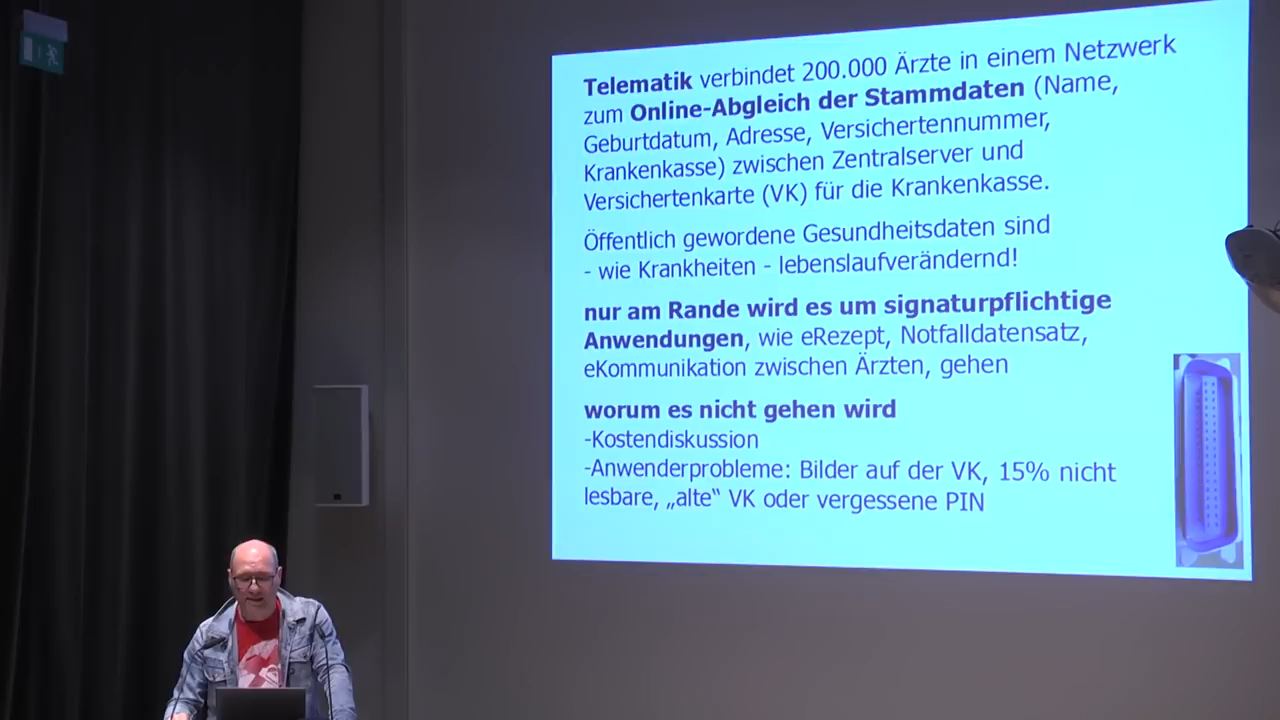 Telematik verbindet 200.000 Ärzte in einem Netzwerk
zum Online-Abgleich der Stammdaten (Name,
Geburtdatum, Adresse, Versichertennummer,
Krankenkasse) zwischen Zentralserver und
Versichertenkarte (VK) für die Krankenkasse.
Öffentlich gewordene Gesundheitsdaten sind
- wie Krankheiten - lebenslaufverändernd!
nur am Rande wird es um signaturpflichtige
Anwendungen, wie eRezept, Notfalldatensatz,
eKommunikation zwischen Ärzten, gehen
worum es nicht gehen wird
-Kostendiskussion
-Anwenderprobleme: Bilder auf der VK, 15% nicht
lesbare, „alte“ VK oder vergessene PIN